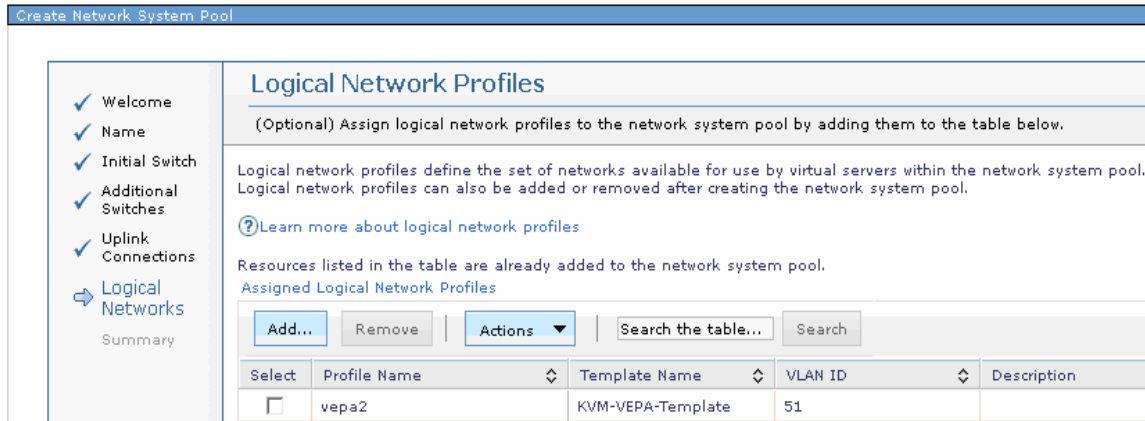 Create Network System Pool
Welcome
Name
Initial Switch
Additional
Switches
Uplink
Connections
Logical
Networks
Summary
Logical Network Profiles
(Optional) Assign logical network profiles to the network system pool by adding them to the table below.
Logical network profiles define the set of networks available for use by virtual servers within the network system pool.
Logical network profiles can also be added or removed after creating the network system pool.
?Learn more about logical network profiles
Resources listed in the table are already added to the network system pool.
Assigned Logical Network Profiles
Add... Remove Actions Search the table... Search
Select Profile Name Template Name VLAN ID Description
vepa2 KVM-VEPA-Template 51